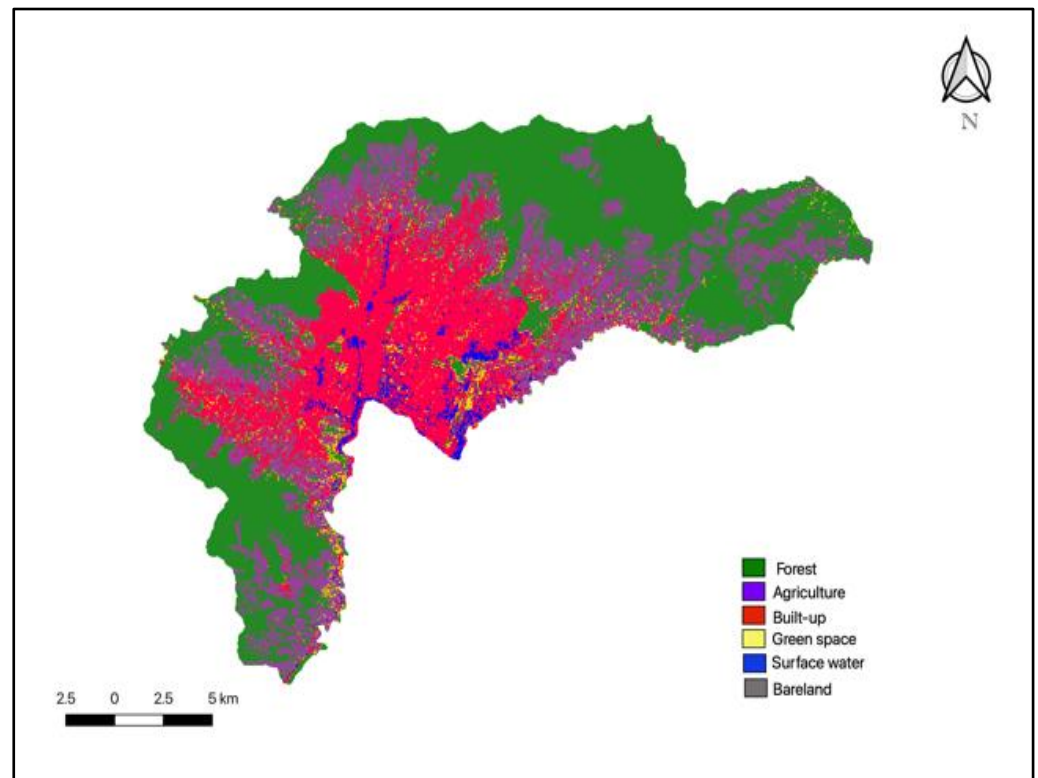 N
Forest
Agriculture
Built-up
Green space
Surface water
Bareland
2.5 0 2.5 5 km